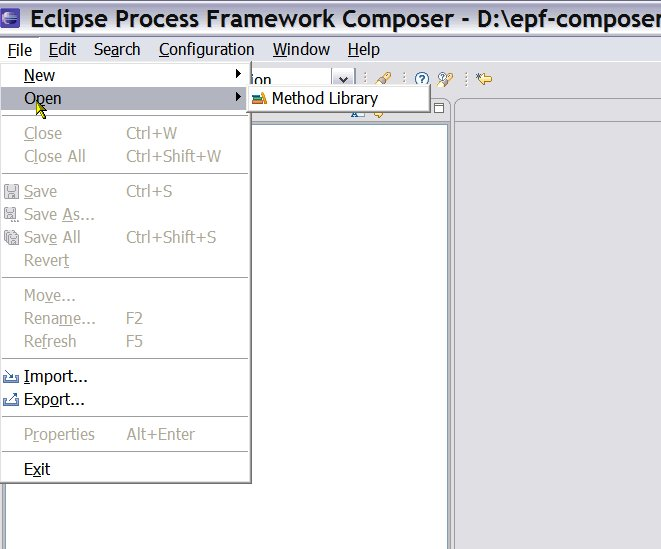 Eclipse Process Framework Composer - D:\epf-composer
File Edit Search Configuration Window Help
New
Open
Method Library
Close Ctrl+W
Close All Ctrl+Shift+W
Save Ctrl+S
Save As...
Save All Ctrl+Shift+S
Revert
Move...
Rename... F2
Refresh F5
Import...
Export...
Properties Alt+Enter
Exit